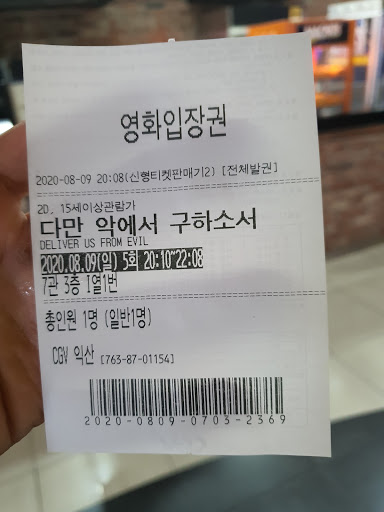 영화입장권
2020-08-09 20:08(신형티켓판매기2) [전체발권]
2D, 15세이상관람가
다만 악에서 구하소서
DELIVER US FROM EVIL
2020.08.09(일) 5회 20:10~22:08
7관 3층 I열1번
총인원 1명 (일반1명)
CGV 익산 [763-87-01154]
2020-0809-0703-2369